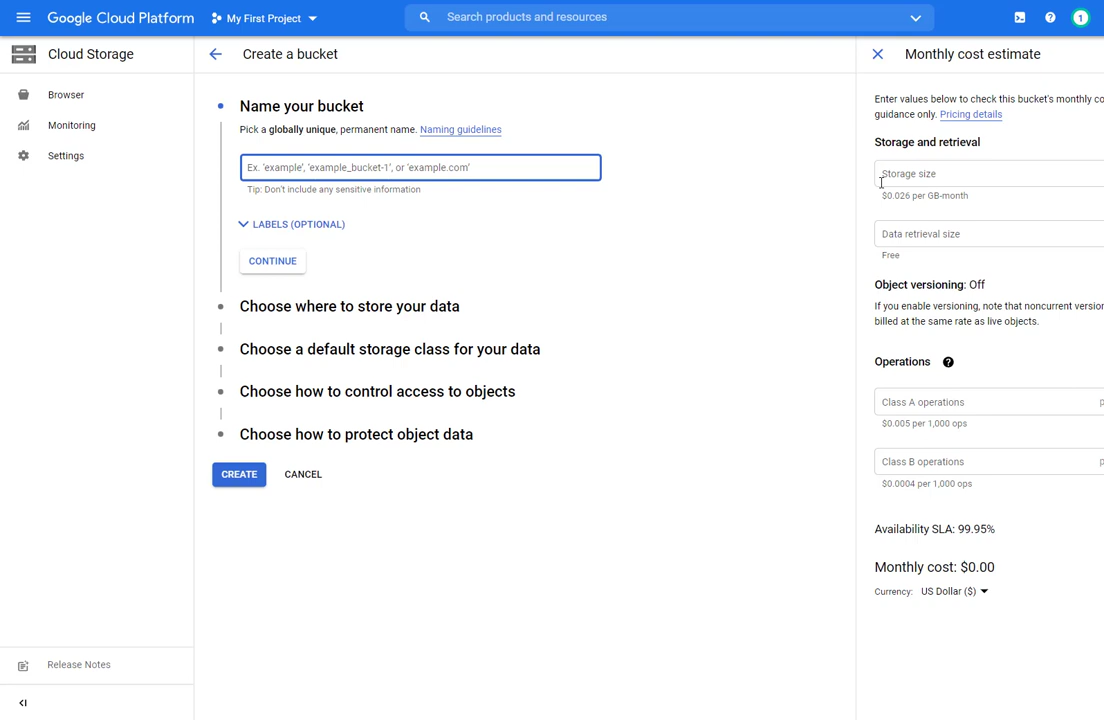 Google Cloud Platform
My First Project
Search products and resources
1
Cloud Storage
Create a bucket
Monthly cost estimate
Browser
Monitoring
Settings
Release Notes
Name your bucket
Pick a globally unique, permanent name. Naming guidelines
Ex. 'example', 'example_bucket-1', or 'example.com'
Tip: Don't include any sensitive information
LABELS (OPTIONAL)
CONTINUE
Choose where to store your data
Choose a default storage class for your data
Choose how to control access to objects
Choose how to protect object data
CREATE
CANCEL
Enter values below to check this bucket's monthly co
guidance only. Pricing details
Storage and retrieval
Storage size
$0.026 per GB-month
Data retrieval size
Free
Object versioning: Off
If you enable versioning, note that noncurrent version
billed at the same rate as live objects.
Operations
Class A operations
p
$0.005 per 1,000 ops
Class B operations
p
$0.0004 per 1,000 ops
Availability SLA: 99.95%
Monthly cost: $0.00
Currency: US Dollar ($)